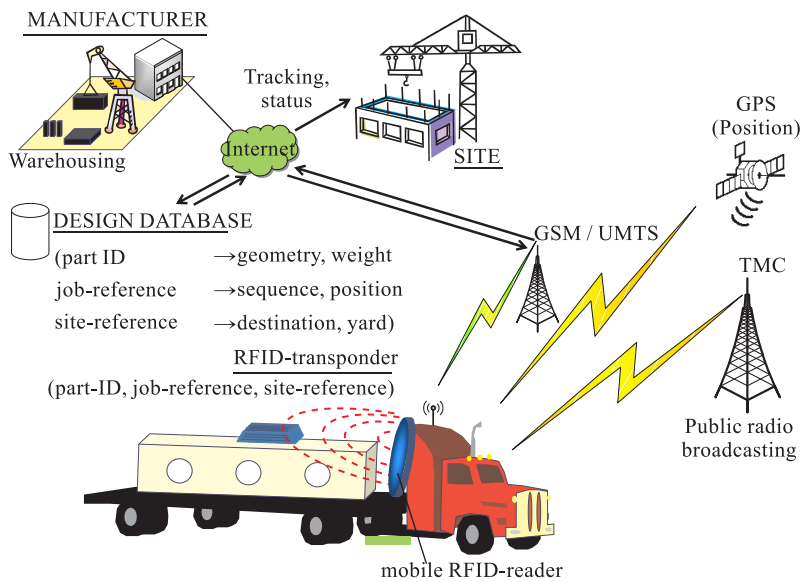 MANUFACTURER
Warehousing
Tracking,
status
Internet
SITE
GPS
(Position)
DESIGN DATABASE
(part ID →geometry, weight
job-reference →sequence, position
site-reference →destination, yard)
GSM / UMTS
TMC
RFID-transponder
(part-ID, job-reference, site-reference)
Public radio
broadcasting
mobile RFID-reader